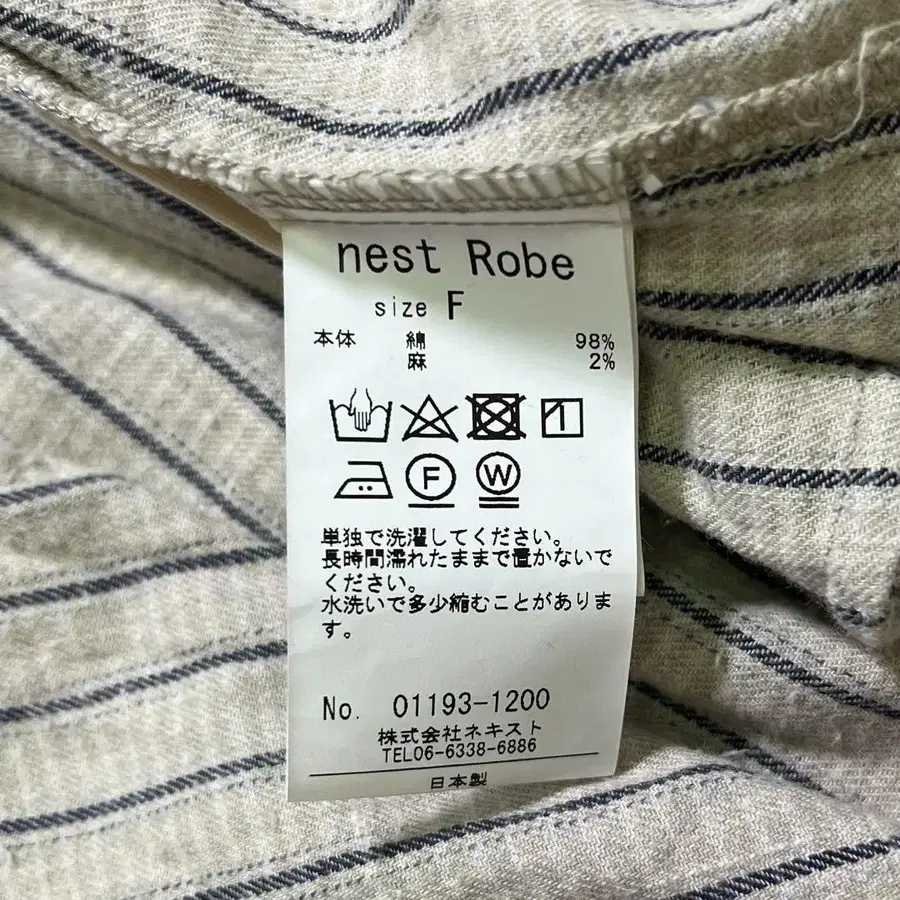 nest Robe
size F
本体 綿 98%
麻 2%
F W
単独で洗濯してください。
長時間濡れたままで置かないで
ください。
水洗いで多少縮むことがありま
す。
No. 01193-1200
株式会社ネキスト
TEL06-6338-6886
日本製